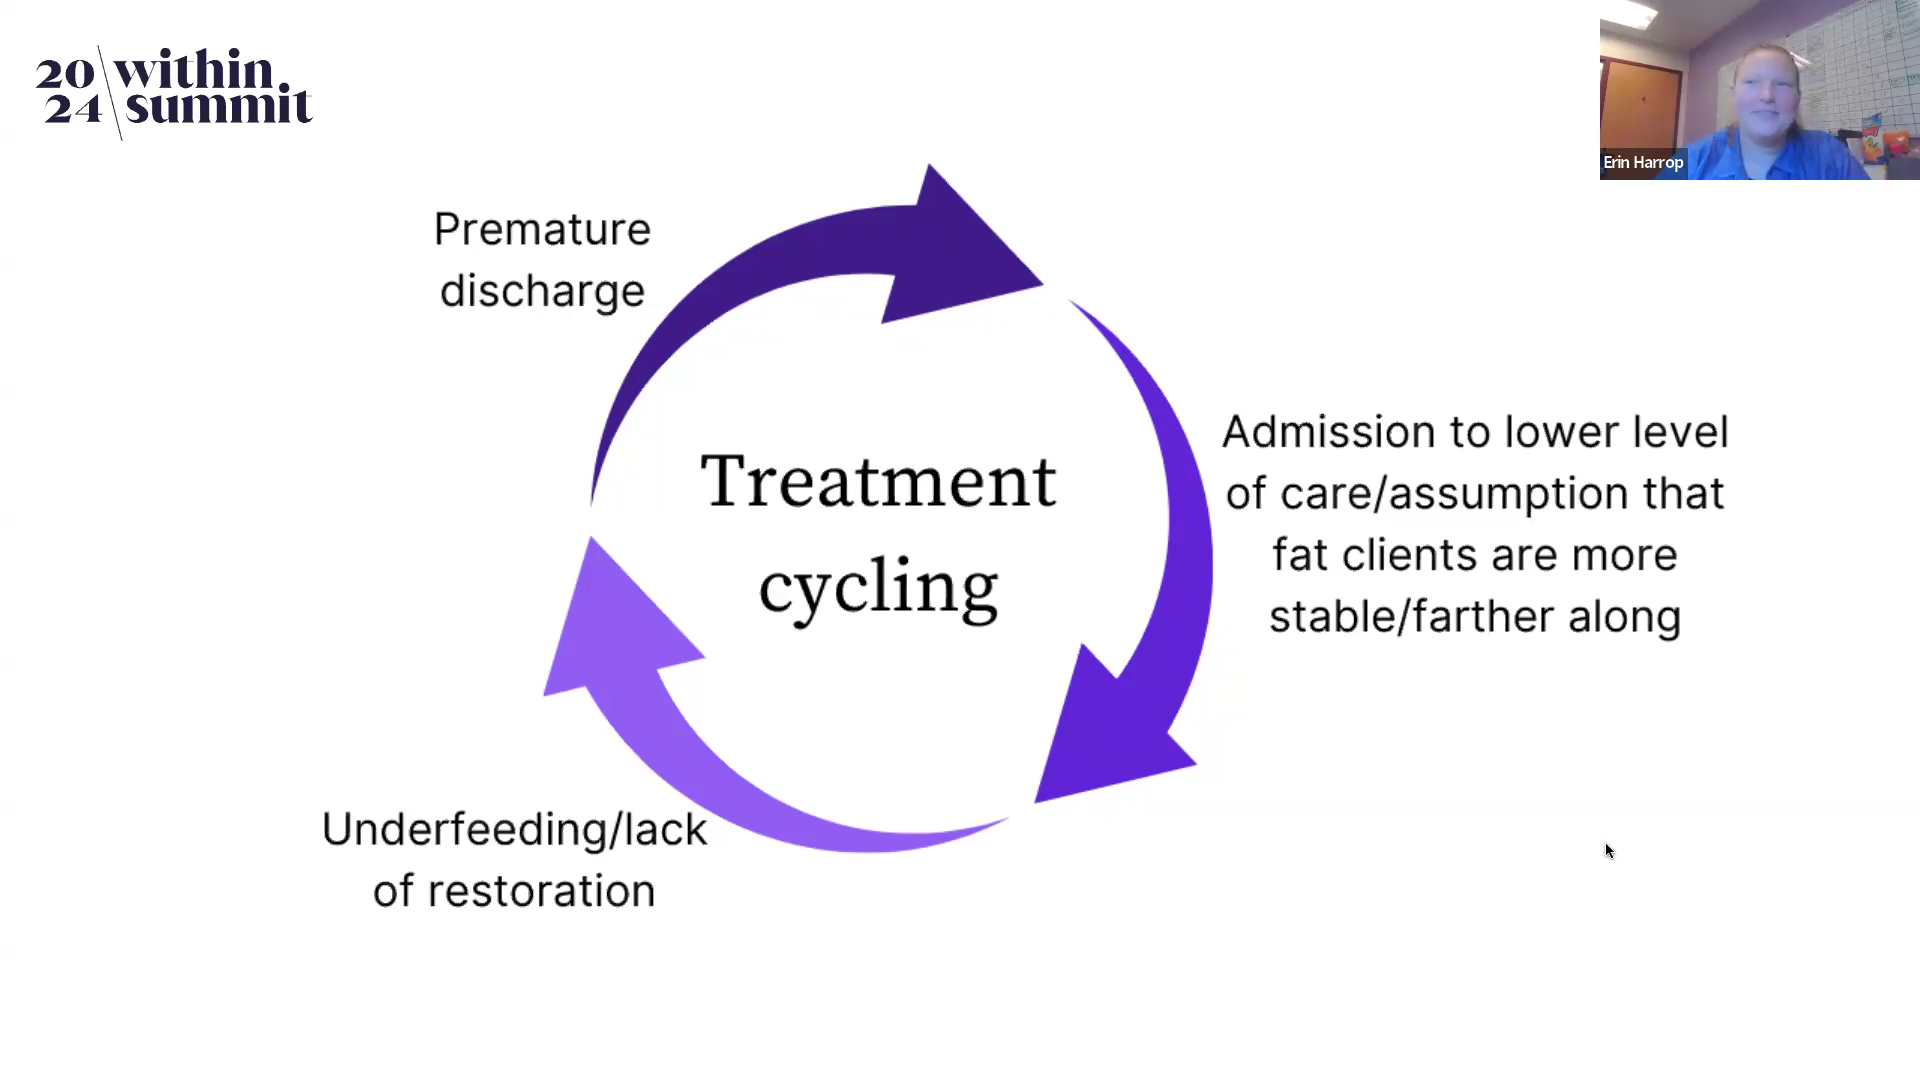 20 within
24 summit
Erin Harrop
Premature
discharge
Admission to lower level
of care/assumption that
fat clients are more
stable/farther along
Treatment
cycling
Underfeeding/lack
of restoration